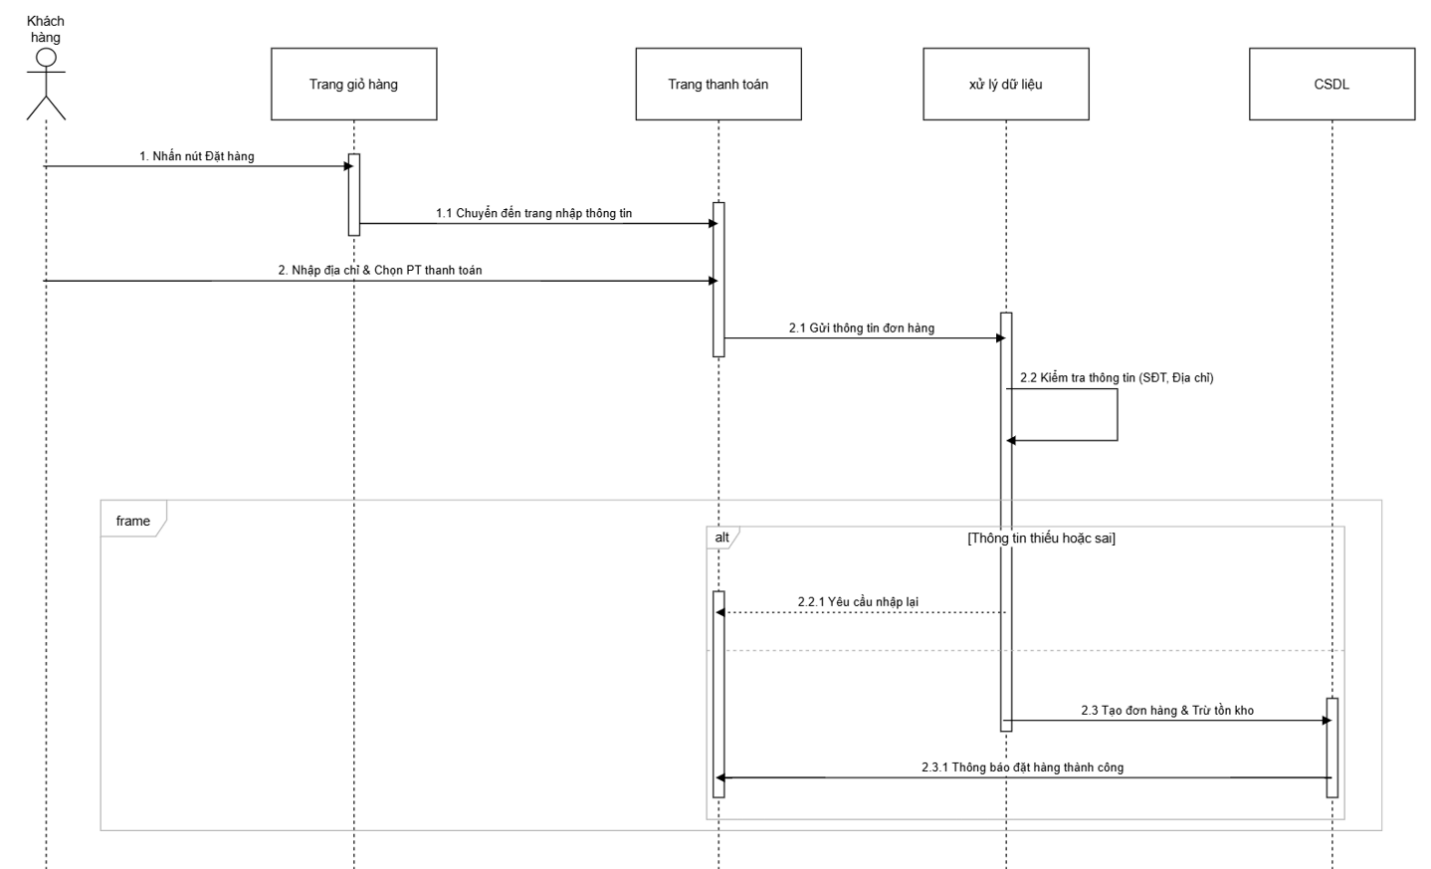 Khách
hàng
Trang giỏ hàng
Trang thanh toán
xử lý dữ liệu
CSDL
1. Nhấn nút Đặt hàng
1.1 Chuyển đến trang nhập thông tin
2. Nhập địa chỉ & Chọn PT thanh toán
2.1 Gửi thông tin đơn hàng
2.2 Kiểm tra thông tin (SĐT, Địa chỉ)
frame
alt
[Thông tin thiếu hoặc sai]
2.2.1 Yêu cầu nhập lại
2.3 Tạo đơn hàng & Trừ tồn kho
2.3.1 Thông báo đặt hàng thành công